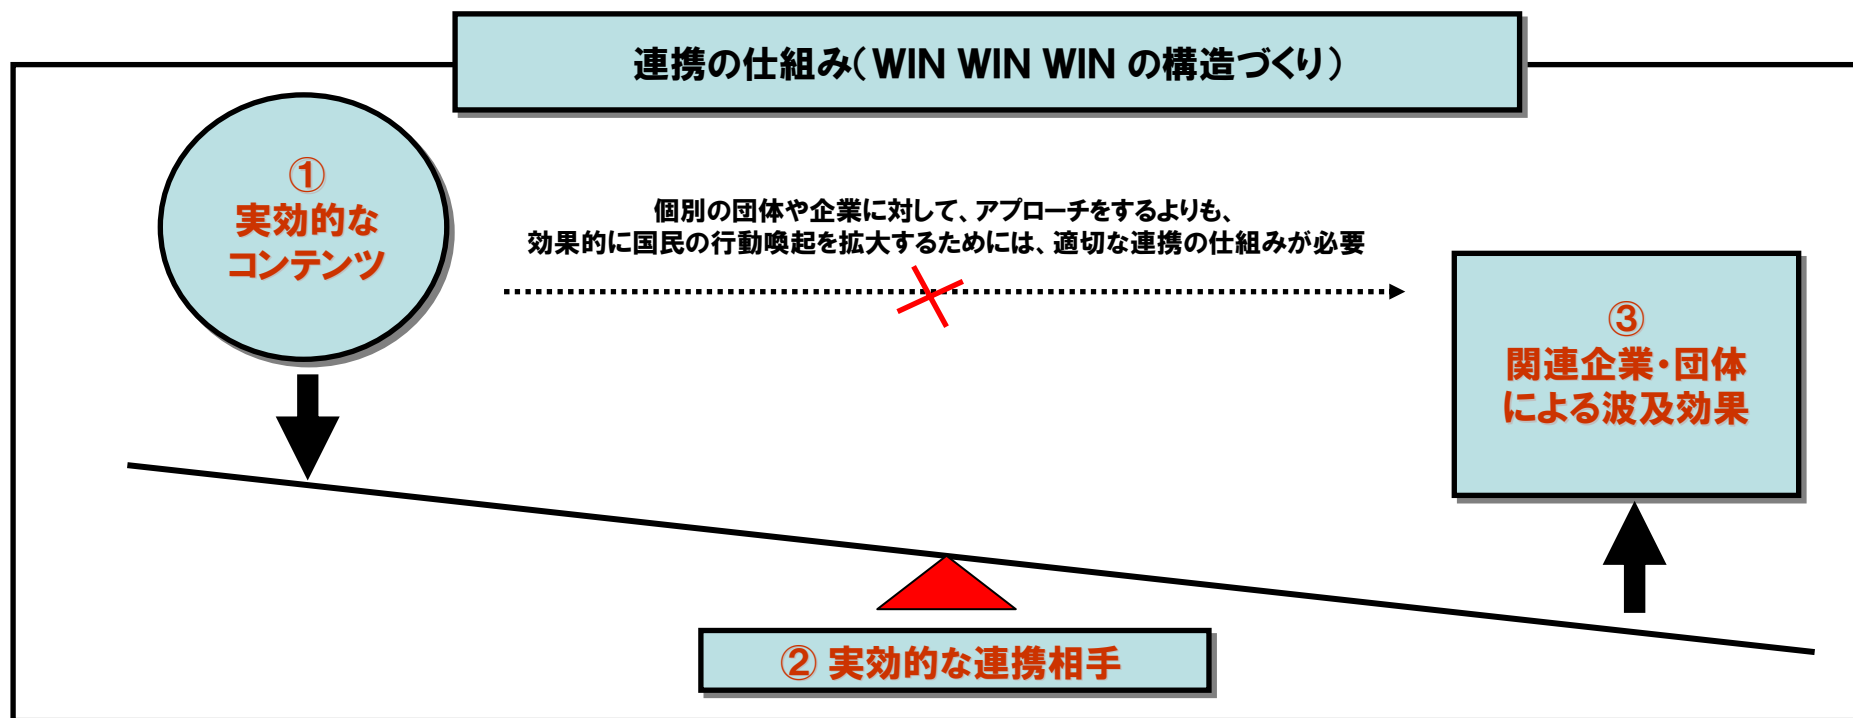 連携の仕組み(WIN WIN WIN の構造づくり)
①
実効的な
コンテンツ
個別の団体や企業に対して、アプローチをするよりも、
効果的に国民の行動喚起を拡大するためには、適切な連携の仕組みが必要
③
関連企業・団体
による波及効果
② 実効的な連携相手